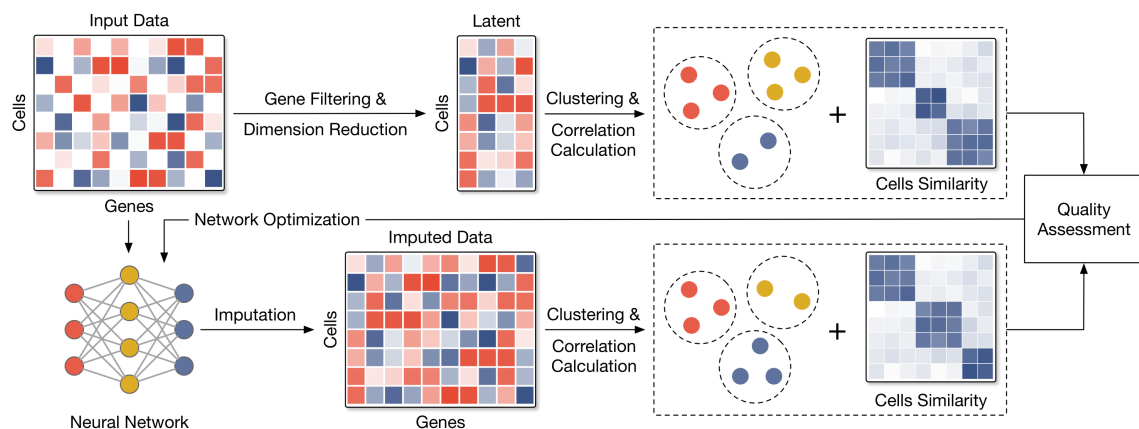 Input Data
Cells
Genes
Gene Filtering &
Dimension Reduction
Latent
Cells
Clustering &
Correlation
Calculation
+
Cells Similarity
Quality
Assessment
Network Optimization
Neural Network
Imputation
Imputed Data
Cells
Genes
Clustering &
Correlation
Calculation
+
Cells Similarity